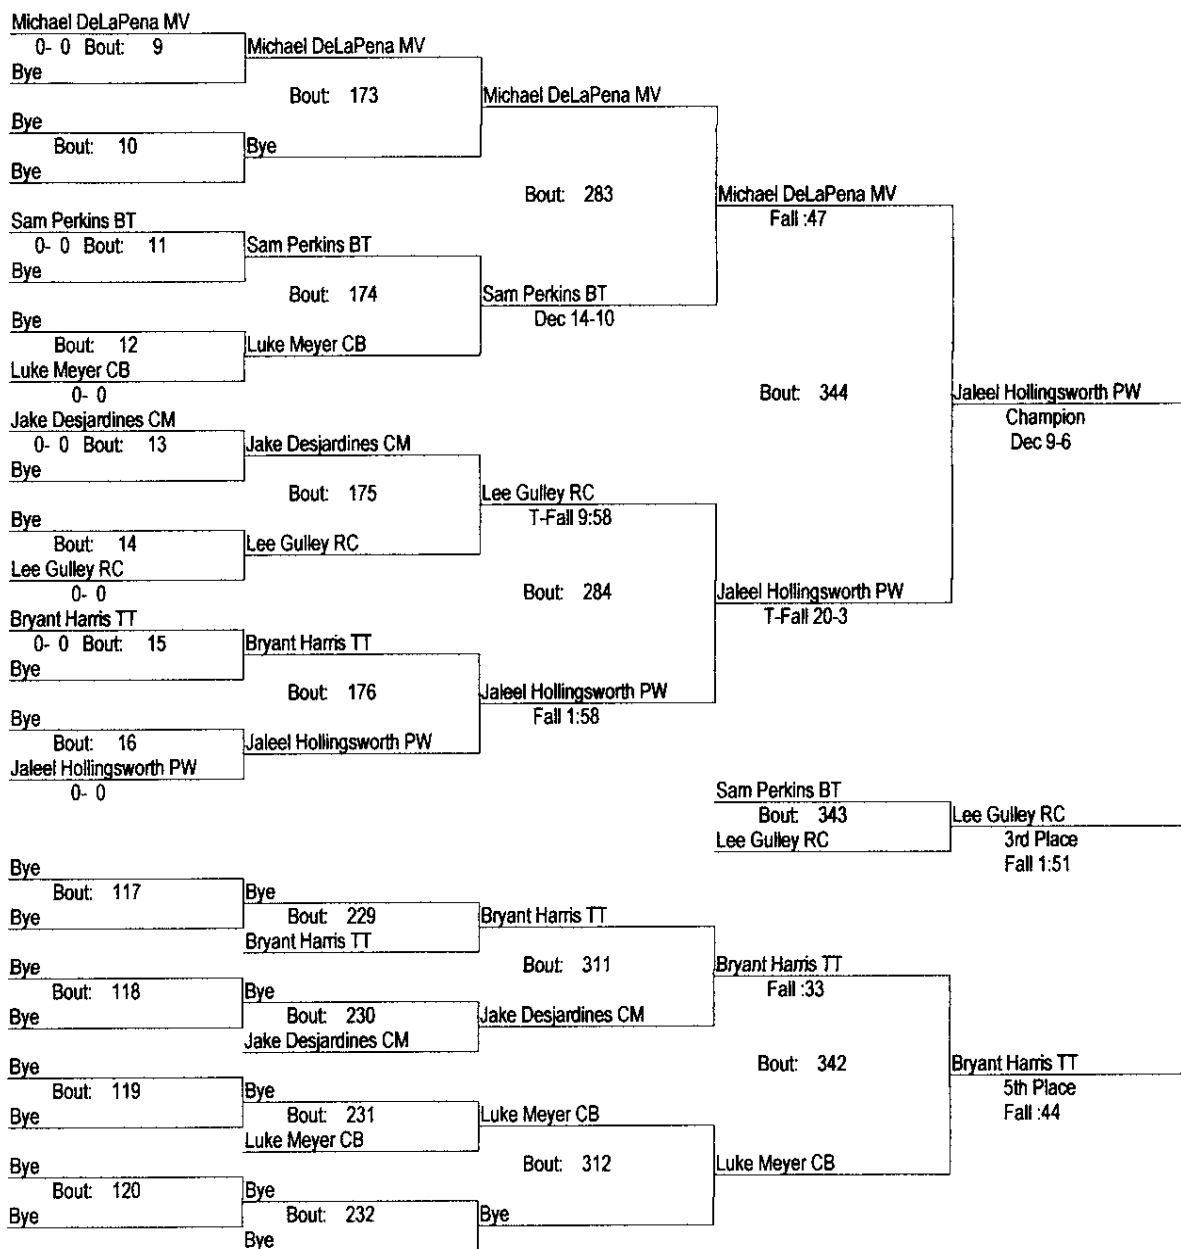 Michael DeLaPena MV
0- 0 Bout: 9
Bye
Michael DeLaPena MV
Bout: 173
Bye
Bout: 10
Bye
Bye
Michael DeLaPena MV
Bout: 283
Sam Perkins BT
0- 0 Bout: 11
Bye
Sam Perkins BT
Bout: 174
Bye
Bout: 12
Luke Meyer CB
0- 0
Luke Meyer CB
Sam Perkins BT
Dec 14-10
Michael DeLaPena MV
Fall :47
Bout: 344
Jake Desjardines CM
0- 0 Bout: 13
Bye
Jake Desjardines CM
Bout: 175
Bye
Bout: 14
Lee Gulley RC
0- 0
Lee Gulley RC
Lee Gulley RC
T-Fall 9:58
Bout: 284
Bryant Harris TT
0- 0 Bout: 15
Bye
Bryant Harris TT
Bout: 176
Bye
Bout: 16
Jaleel Hollingsworth PW
0- 0
Jaleel Hollingsworth PW
Jaleel Hollingsworth PW
Fall 1:58
Jaleel Hollingsworth PW
T-Fall 20-3
Jaleel Hollingsworth PW
Champion
Dec 9-6
Sam Perkins BT
Bout: 343
Lee Gulley RC
Lee Gulley RC
3rd Place
Fall 1:51
Bye
Bout: 117
Bye
Bye
Bout: 229
Bryant Harris TT
Bryant Harris TT
Bout: 311
Bye
Bout: 118
Bye
Bye
Bout: 230
Jake Desjardines CM
Jake Desjardines CM
Bryant Harris TT
Fall :33
Bout: 342
Bye
Bout: 119
Bye
Bye
Bout: 231
Luke Meyer CB
Luke Meyer CB
Bout: 312
Bye
Bout: 120
Bye
Bye
Bout: 232
Bye
Bye
Luke Meyer CB
Bryant Harris TT
5th Place
Fall :44